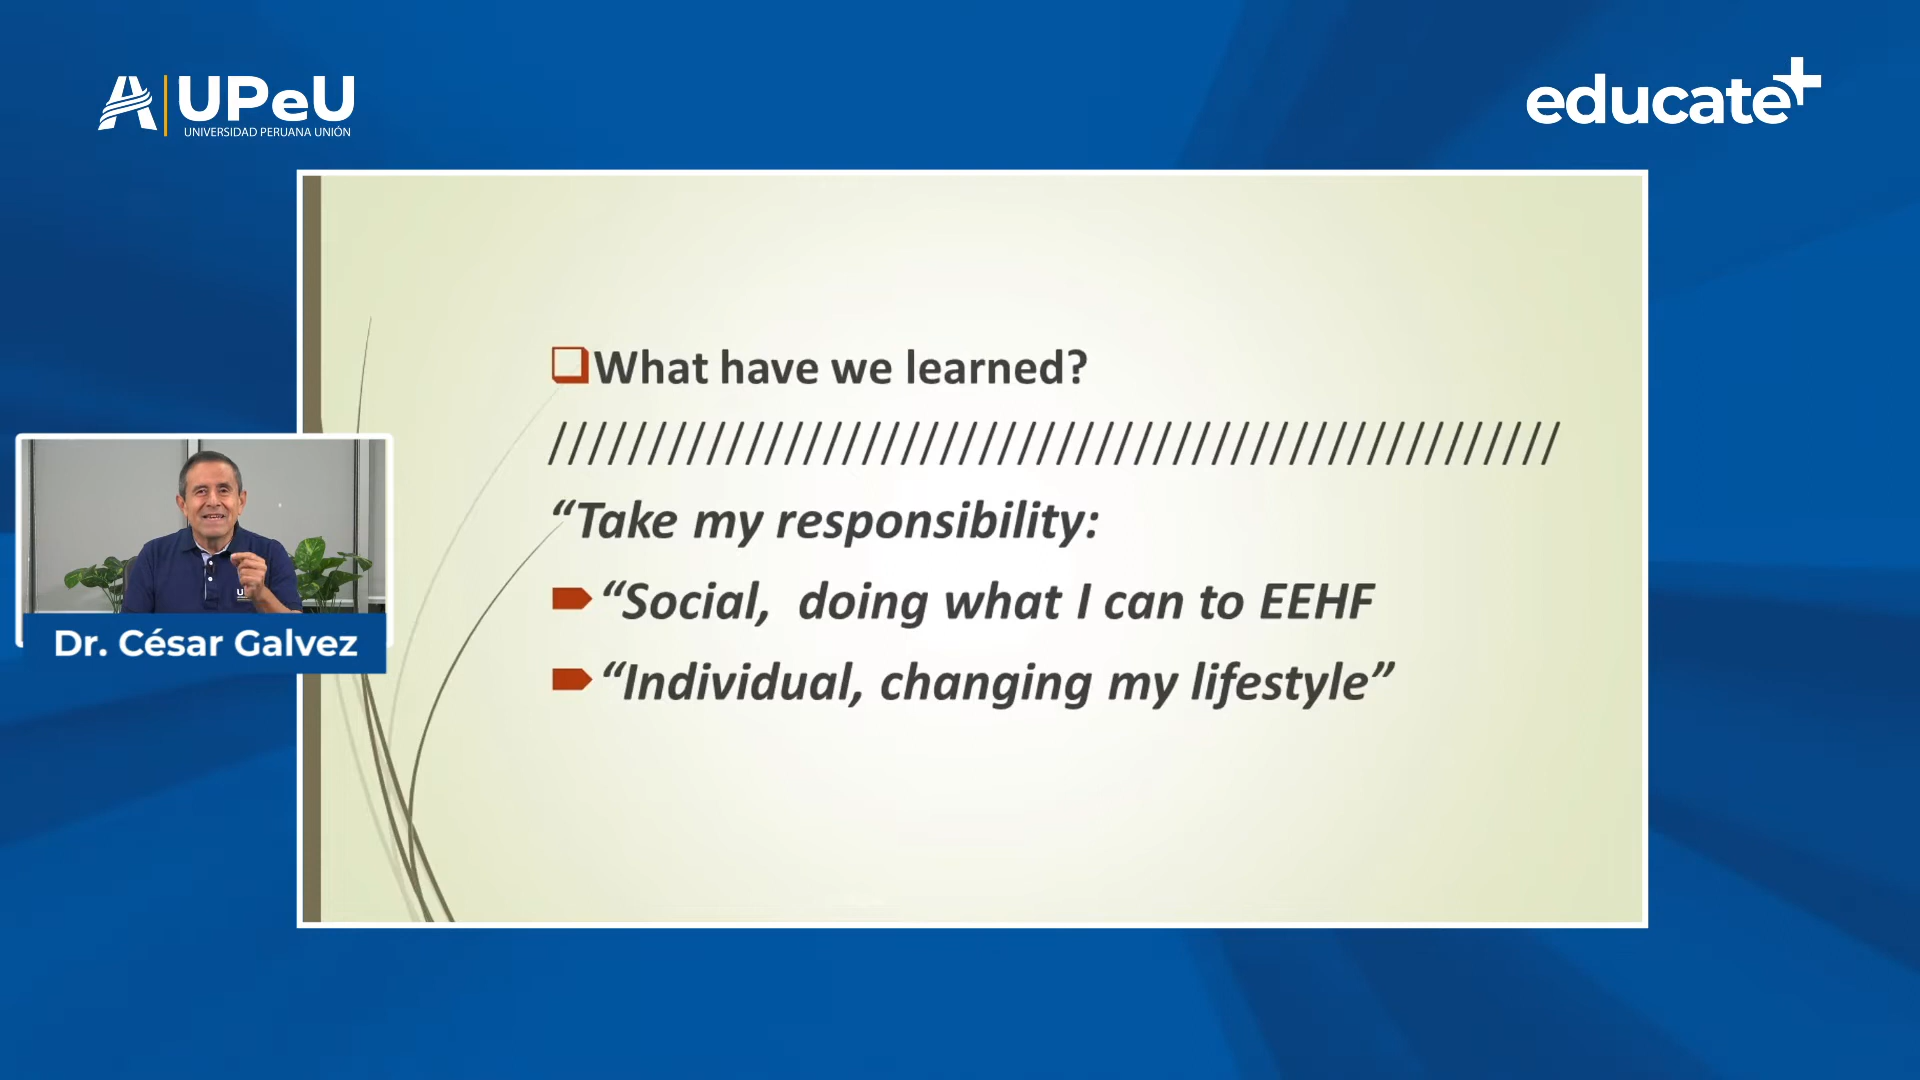 UPeU
UNIVERSIDAD PERUANA UNIÓN
educate+
What have we learned?
////////////////////////////////////////////////////
“Take my responsibility:
“Social,  doing what I can to EEHF
“Individual, changing my lifestyle”
U
Dr. César Galvez